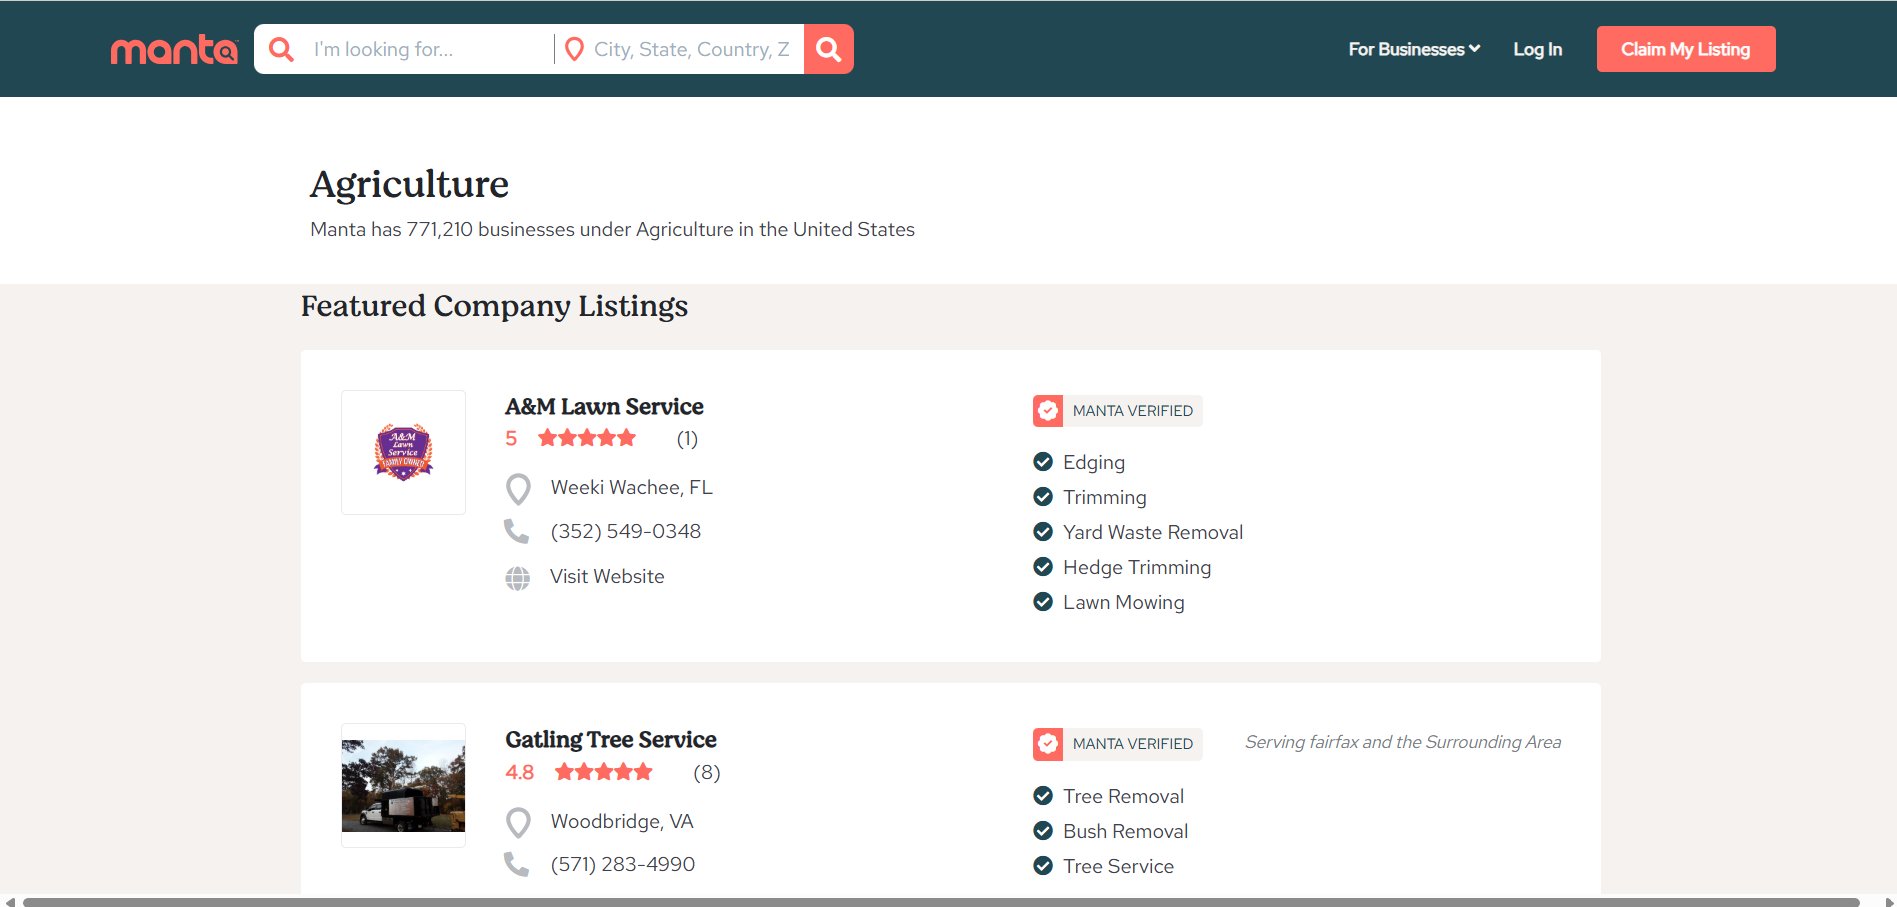 manta
I'm looking for...
City, State, Country, Z
For Businesses
Log In
Claim My Listing
Agriculture
Manta has 771,210 businesses under Agriculture in the United States
Featured Company Listings
A&M
Lawn
Service
FAMILY OWNED
A&M Lawn Service
5 (1)
Weeki Wachee, FL
(352) 549-0348
Visit Website
MANTA VERIFIED
Edging
Trimming
Yard Waste Removal
Hedge Trimming
Lawn Mowing
Gatling Tree Service
4.8 (8)
Woodbridge, VA
(571) 283-4990
MANTA VERIFIED
Serving fairfax and the Surrounding Area
Tree Removal
Bush Removal
Tree Service